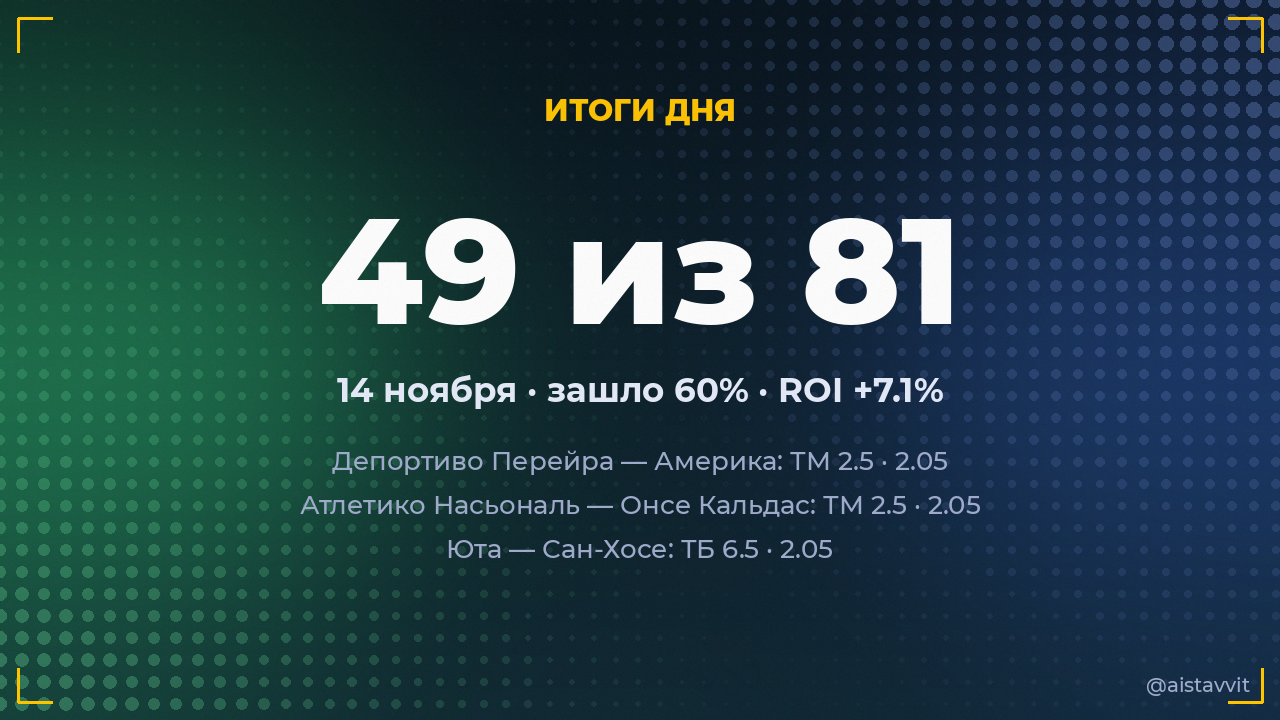 ИТОГИ ДНЯ
49 из 81
14 ноября · зашло 60% · ROI +7.1%
Депортиво Перейра — Америка: ТМ 2.5 · 2.05
Атлетико Насьональ — Онсе Кальдас: ТМ 2.5 · 2.05
Юта — Сан-Хосе: ТБ 6.5 · 2.05
@aistavvit